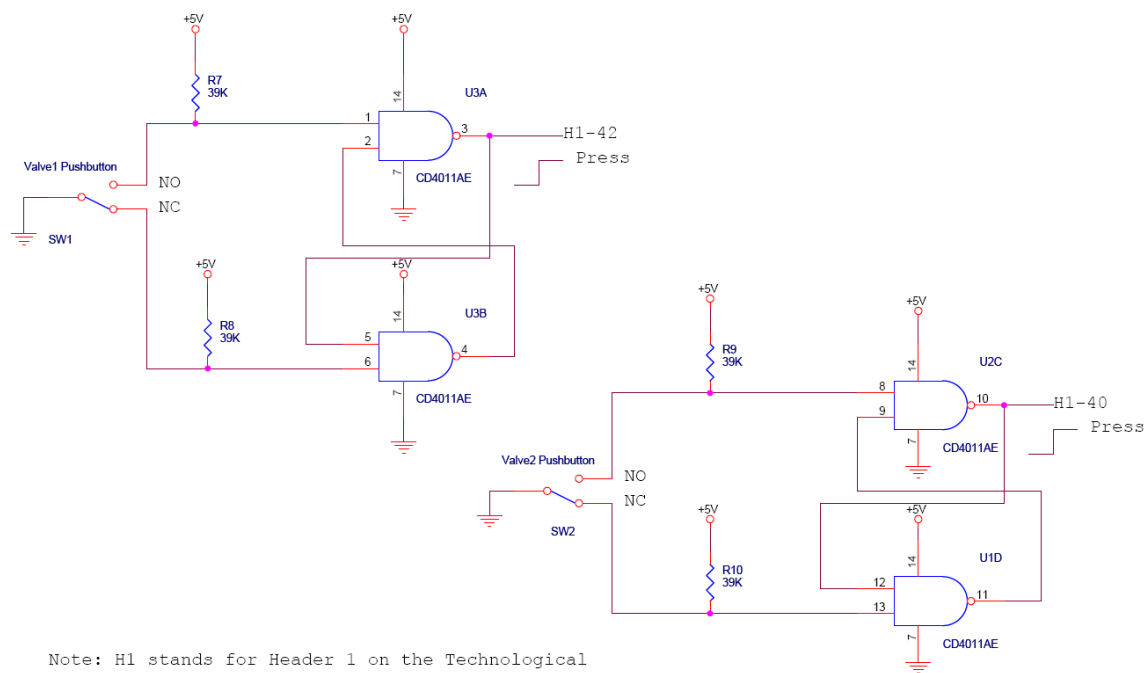 +5V
+5V
R7
39K
14
U3A
1
2
3
H1-42
Press
7
CD4011AE
Valve1 Pushbutton
NO
NC
SW1
+5V
+5V
R8
39K
14
U3B
5
6
4
7
CD4011AE
+5V
+5V
R9
39K
14
U2C
8
9
10
H1-40
Press
7
CD4011AE
Valve2 Pushbutton
NO
NC
SW2
+5V
+5V
R10
39K
14
U1D
12
13
11
7
CD4011AE
Note: H1 stands for Header 1 on the Technological